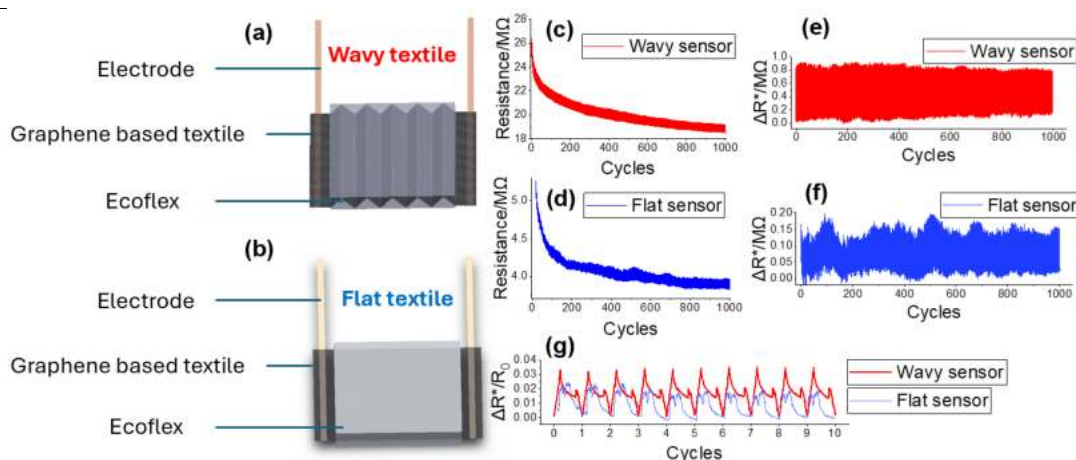 (a)
Wavy textile
Electrode
Graphene based textile
Ecoflex
(b)
Flat textile
Electrode
Graphene based textile
Ecoflex
(c)
Wavy sensor
Resistance/MΩ
28
26
24
22
20
18
0 200 400 600 800 1000
Cycles
(d)
Flat sensor
Resistance/MΩ
5.0
4.5
4.0
0 200 400 600 800 1000
Cycles
(e)
Wavy sensor
ΔR*/MΩ
1.0
0.8
0.6
0.4
0.2
0.0
0 200 400 600 800 1000
Cycles
(f)
Flat sensor
ΔR*/MΩ
0.20
0.15
0.10
0.05
0.00
0 200 400 600 800 1000
Cycles
(g)
Wavy sensor
Flat sensor
ΔR*/R₀
0.04
0.03
0.02
0.01
0.00
0 1 2 3 4 5 6 7 8 9 10
Cycles